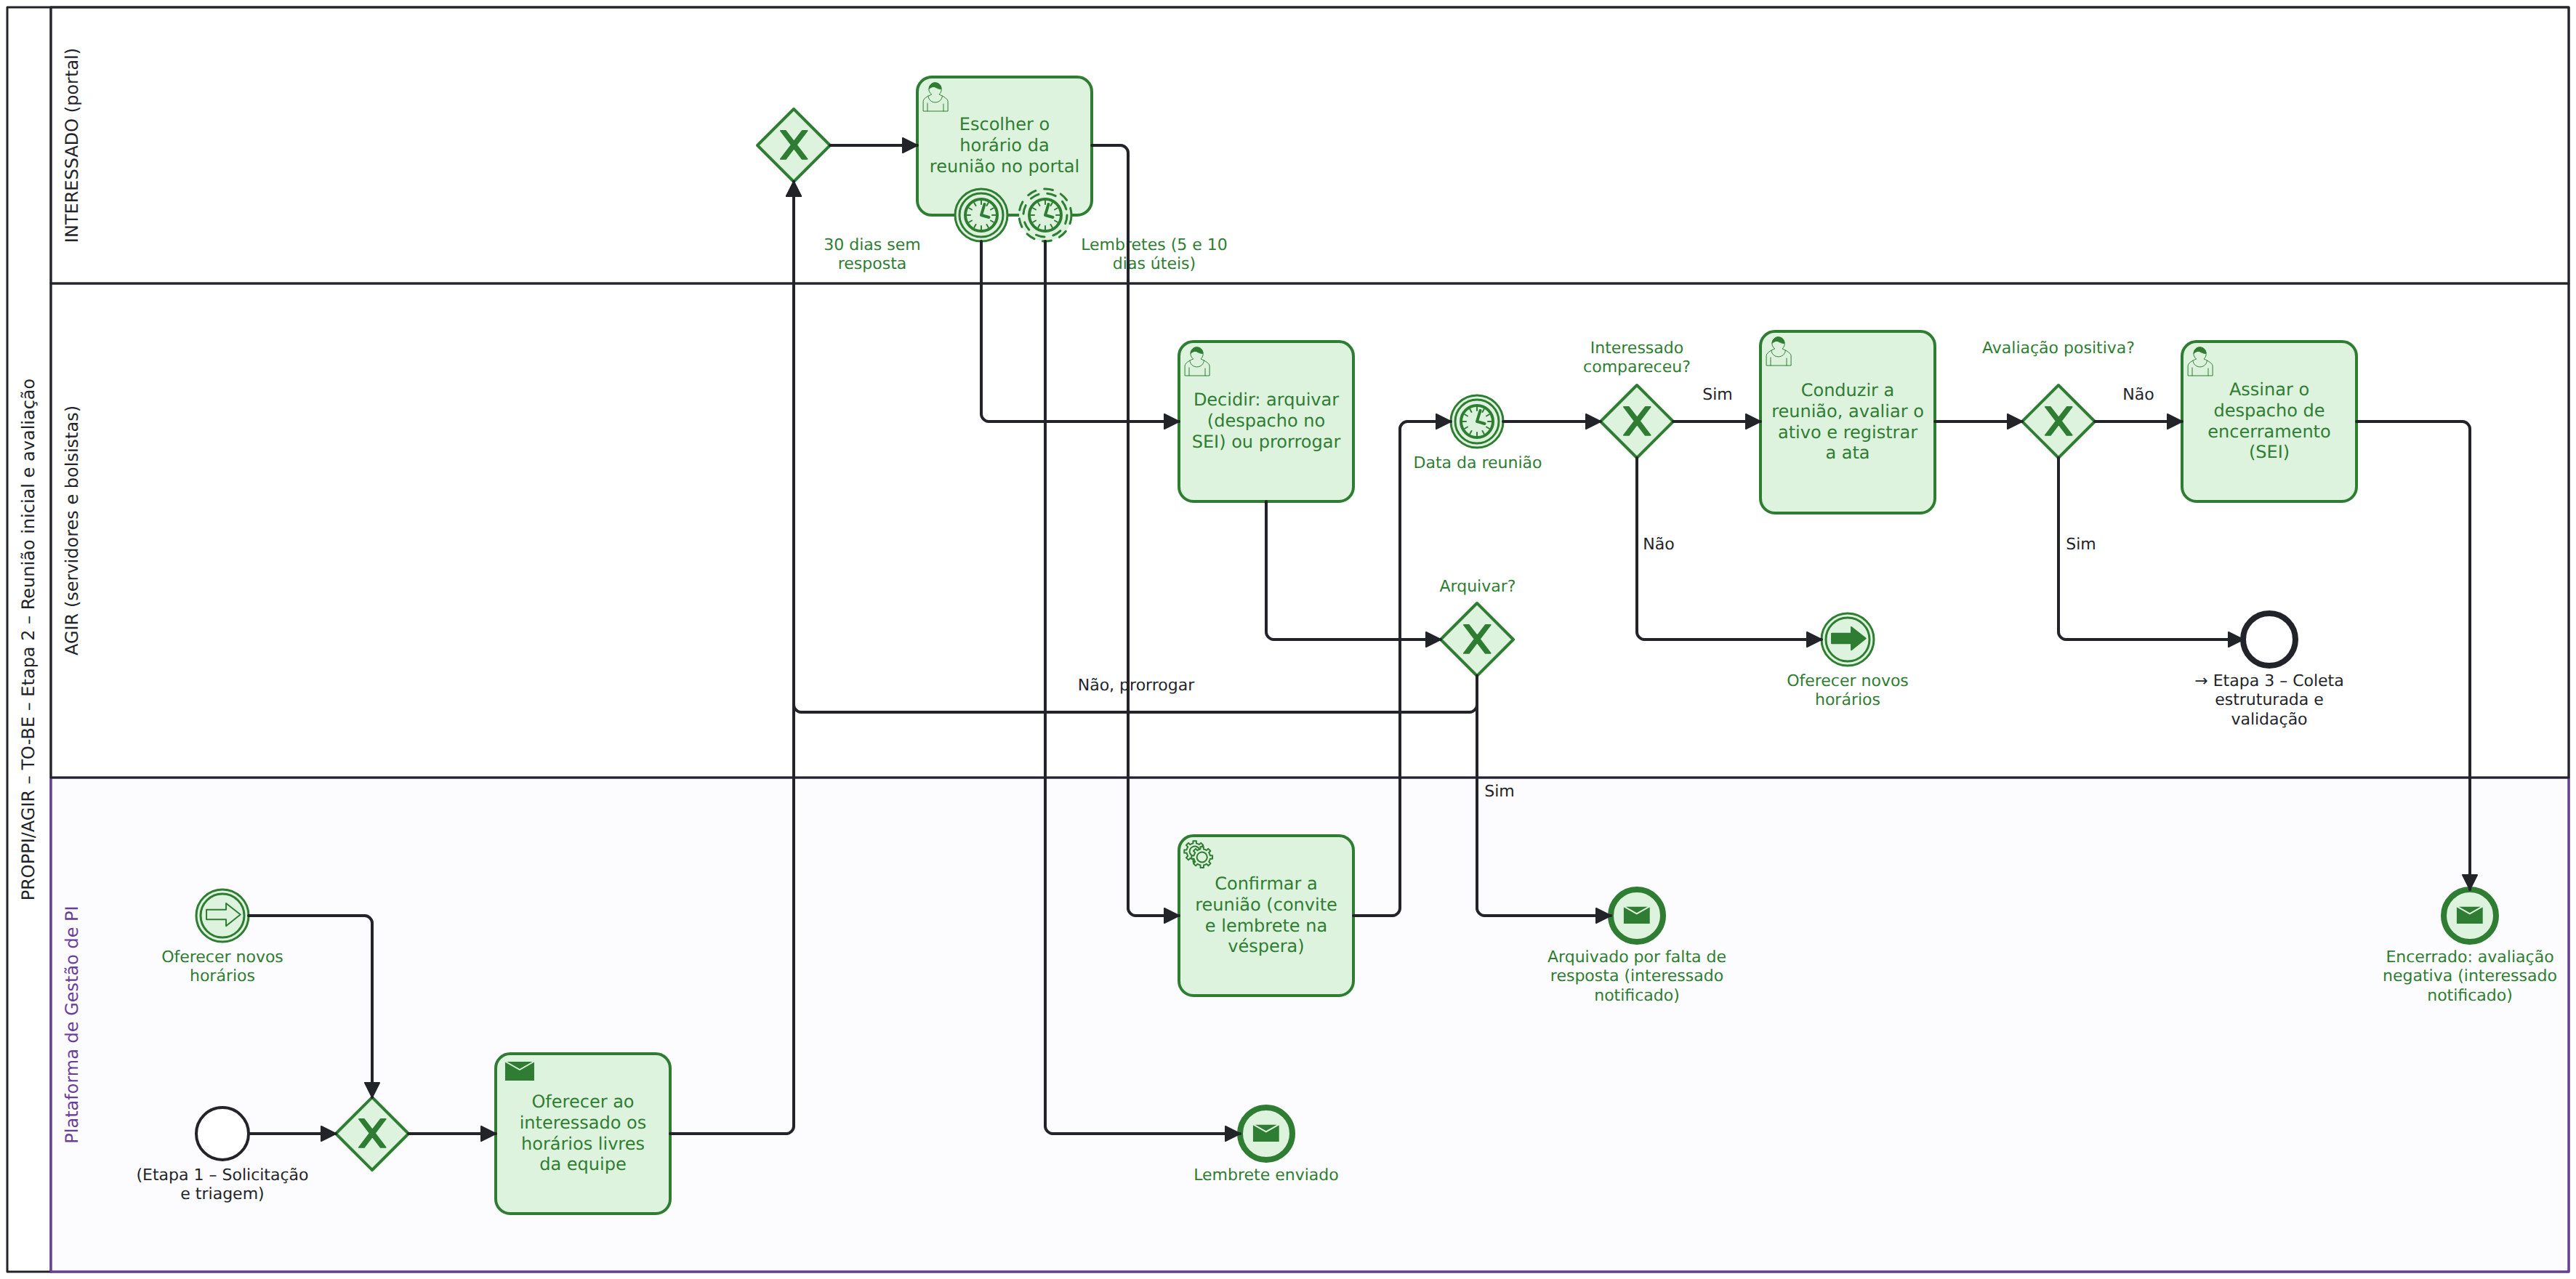 PROPPI/AGIR – TO-BE – Etapa 2 – Reunião inicial e avaliação
INTERESSADO (portal)
Escolher o
horário da
reunião no portal
30 dias sem
resposta
Lembretes (5 e 10
dias úteis)
AGIR (servidores e bolsistas)
Decidir: arquivar
(despacho no
SEI) ou prorrogar
Data da reunião
Interessado
compareceu?
Sim
Conduzir a
reunião, avaliar o
ativo e registrar
a ata
Avaliação positiva?
Não
Assinar o
despacho de
encerramento
(SEI)
Não
Sim
Arquivar?
Oferecer novos
horários
→ Etapa 3 – Coleta
estruturada e
validação
Não, prorrogar
Sim
Plataforma de Gestão de PI
Oferecer novos
horários
Confirmar a
reunião (convite
e lembrete na
véspera)
Arquivado por falta de
resposta (interessado
notificado)
Encerrado: avaliação
negativa (interessado
notificado)
(Etapa 1 – Solicitação
e triagem)
Oferecer ao
interessado os
horários livres
da equipe
Lembrete enviado